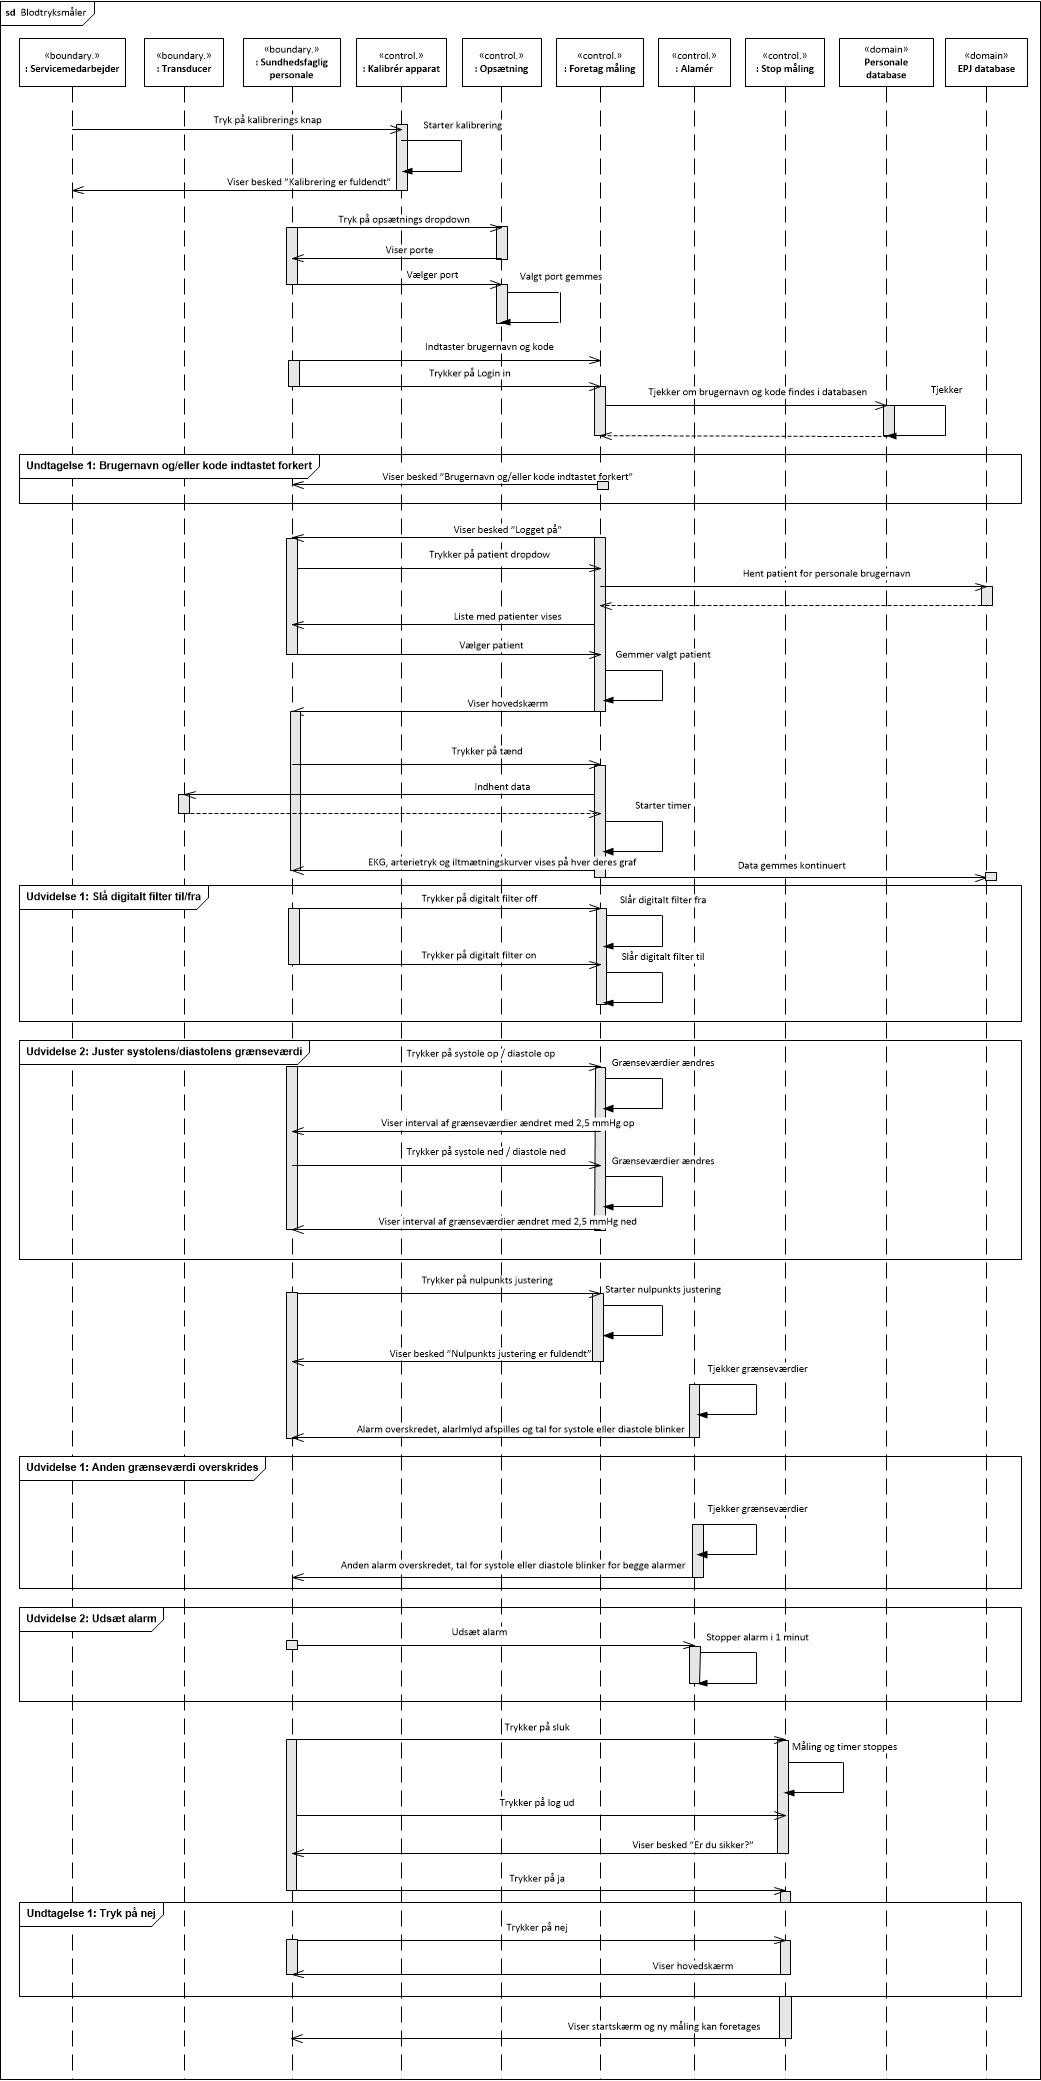 sd Blodtryksmåler
«boundary.»
: Servicemedarbejder
«boundary.»
: Transducer
«boundary.»
: Sundhedsfaglig
personale
«control.»
: Kalibrér apparat
«control.»
: Opsætning
«control.»
: Foretag måling
«control.»
: Alamér
«control.»
: Stop måling
«domain»
Personale
database
«domain»
EPJ database
Tryk på kalibrerings knap
Starter kalibrering
Viser besked "Kalibrering er fuldendt"
Tryk på opsætnings dropdown
Viser porte
Vælger port
Valgt port gemmes
Indtaster brugernavn og kode
Trykker på Login in
Tjekker om brugernavn og kode findes i databasen
Tjekker
Undtagelse 1: Brugernavn og/eller kode indtastet forkert
Viser besked "Brugernavn og/eller kode indtastet forkert"
Viser besked "Logget på"
Trykker på patient dropdow
Hent patient for personale brugernavn
Liste med patienter vises
Vælger patient
Gemmer valgt patient
Viser hovedskærm
Trykker på tænd
Indhent data
Starter timer
EKG, arterietryk og iltmætningskurver vises på hver deres graf
Data gemmes kontinuert
Udvidelse 1: Slå digitalt filter til/fra
Trykker på digitalt filter off
Slår digitalt filter fra
Trykker på digitalt filter on
Slår digitalt filter til
Udvidelse 2: Juster systolens/diastolens grænseværdi
Trykker på systole op / diastole op
Grænseværdier ændres
Viser interval af grænseværdier ændret med 2,5 mmHg op
Trykker på systole ned / diastole ned
Grænseværdier ændres
Viser interval af grænseværdier ændret med 2,5 mmHg ned
Trykker på nulpunkts justering
Starter nulpunkts justering
Viser besked "Nulpunkts justering er fuldendt"
Tjekker grænseværdier
Alarm overskredet, alarlmlyd afspilles og tal for systole eller diastole blinker
Udvidelse 1: Anden grænseværdi overskrides
Tjekker grænseværdier
Anden alarm overskredet, tal for systole eller diastole blinker for begge alarmer
Udvidelse 2: Udsæt alarm
Udsæt alarm
Stopper alarm i 1 minut
Trykker på sluk
Måling og timer stoppes
Trykker på log ud
Viser besked "Er du sikker?"
Trykker på ja
Undtagelse 1: Tryk på nej
Trykker på nej
Viser hovedskærm
Viser startskærm og ny måling kan foretages